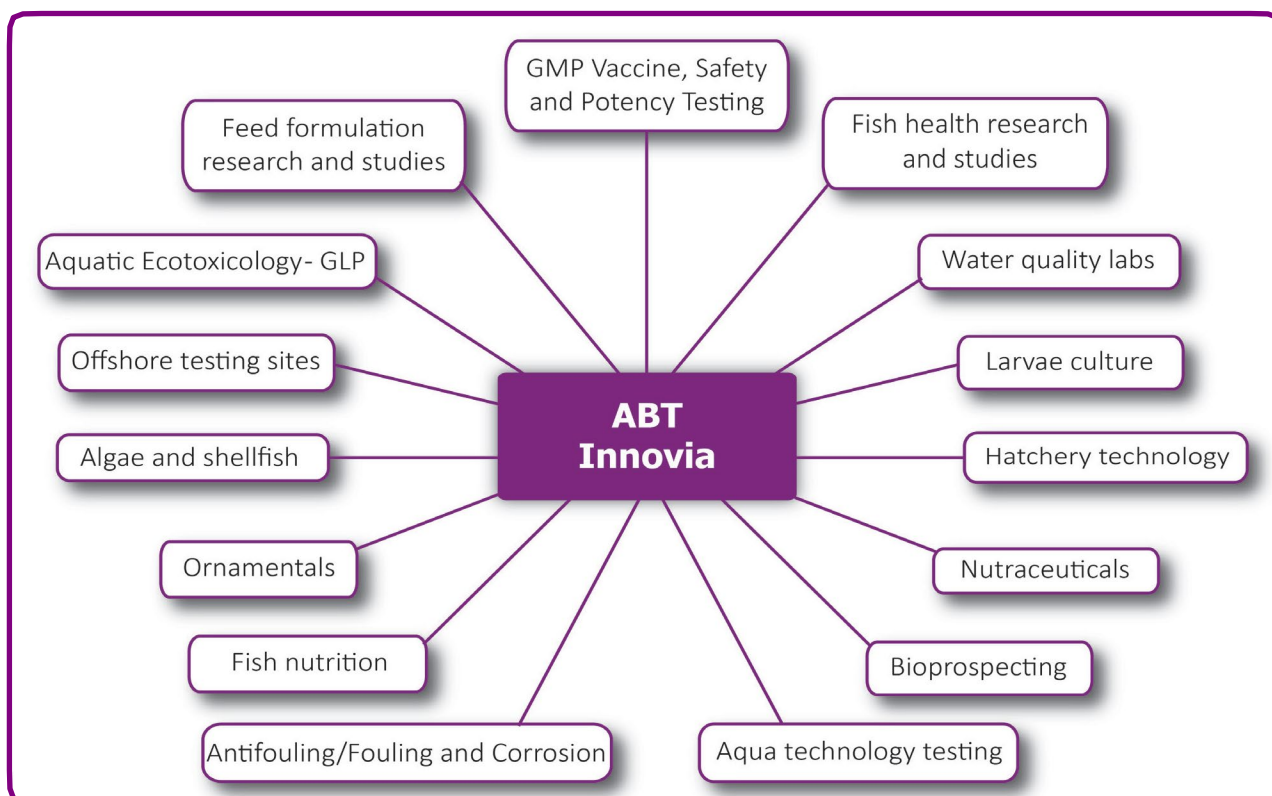 GMP Vaccine, Safety
and Potency Testing
Feed formulation
research and studies
Fish health research
and studies
Aquatic Ecotoxicology- GLP
Water quality labs
Offshore testing sites
Larvae culture
ABT
Innovia
Algae and shellfish
Hatchery technology
Ornamentals
Nutraceuticals
Fish nutrition
Bioprospecting
Antifouling/Fouling and Corrosion
Aqua technology testing